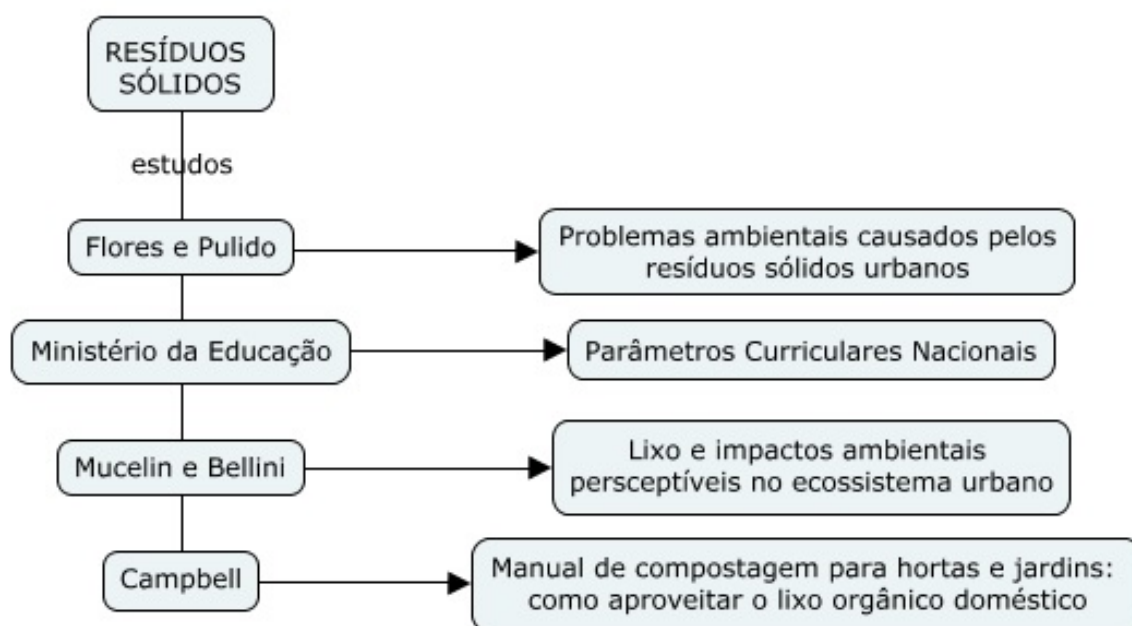 RESÍDUOS
SÓLIDOS
estudos
Flores e Pulido
Problemas ambientais causados pelos
resíduos sólidos urbanos
Ministério da Educação
Parâmetros Curriculares Nacionais
Mucelin e Bellini
Lixo e impactos ambientais
persceptíveis no ecossistema urbano
Campbell
Manual de compostagem para hortas e jardins:
como aproveitar o lixo orgânico doméstico